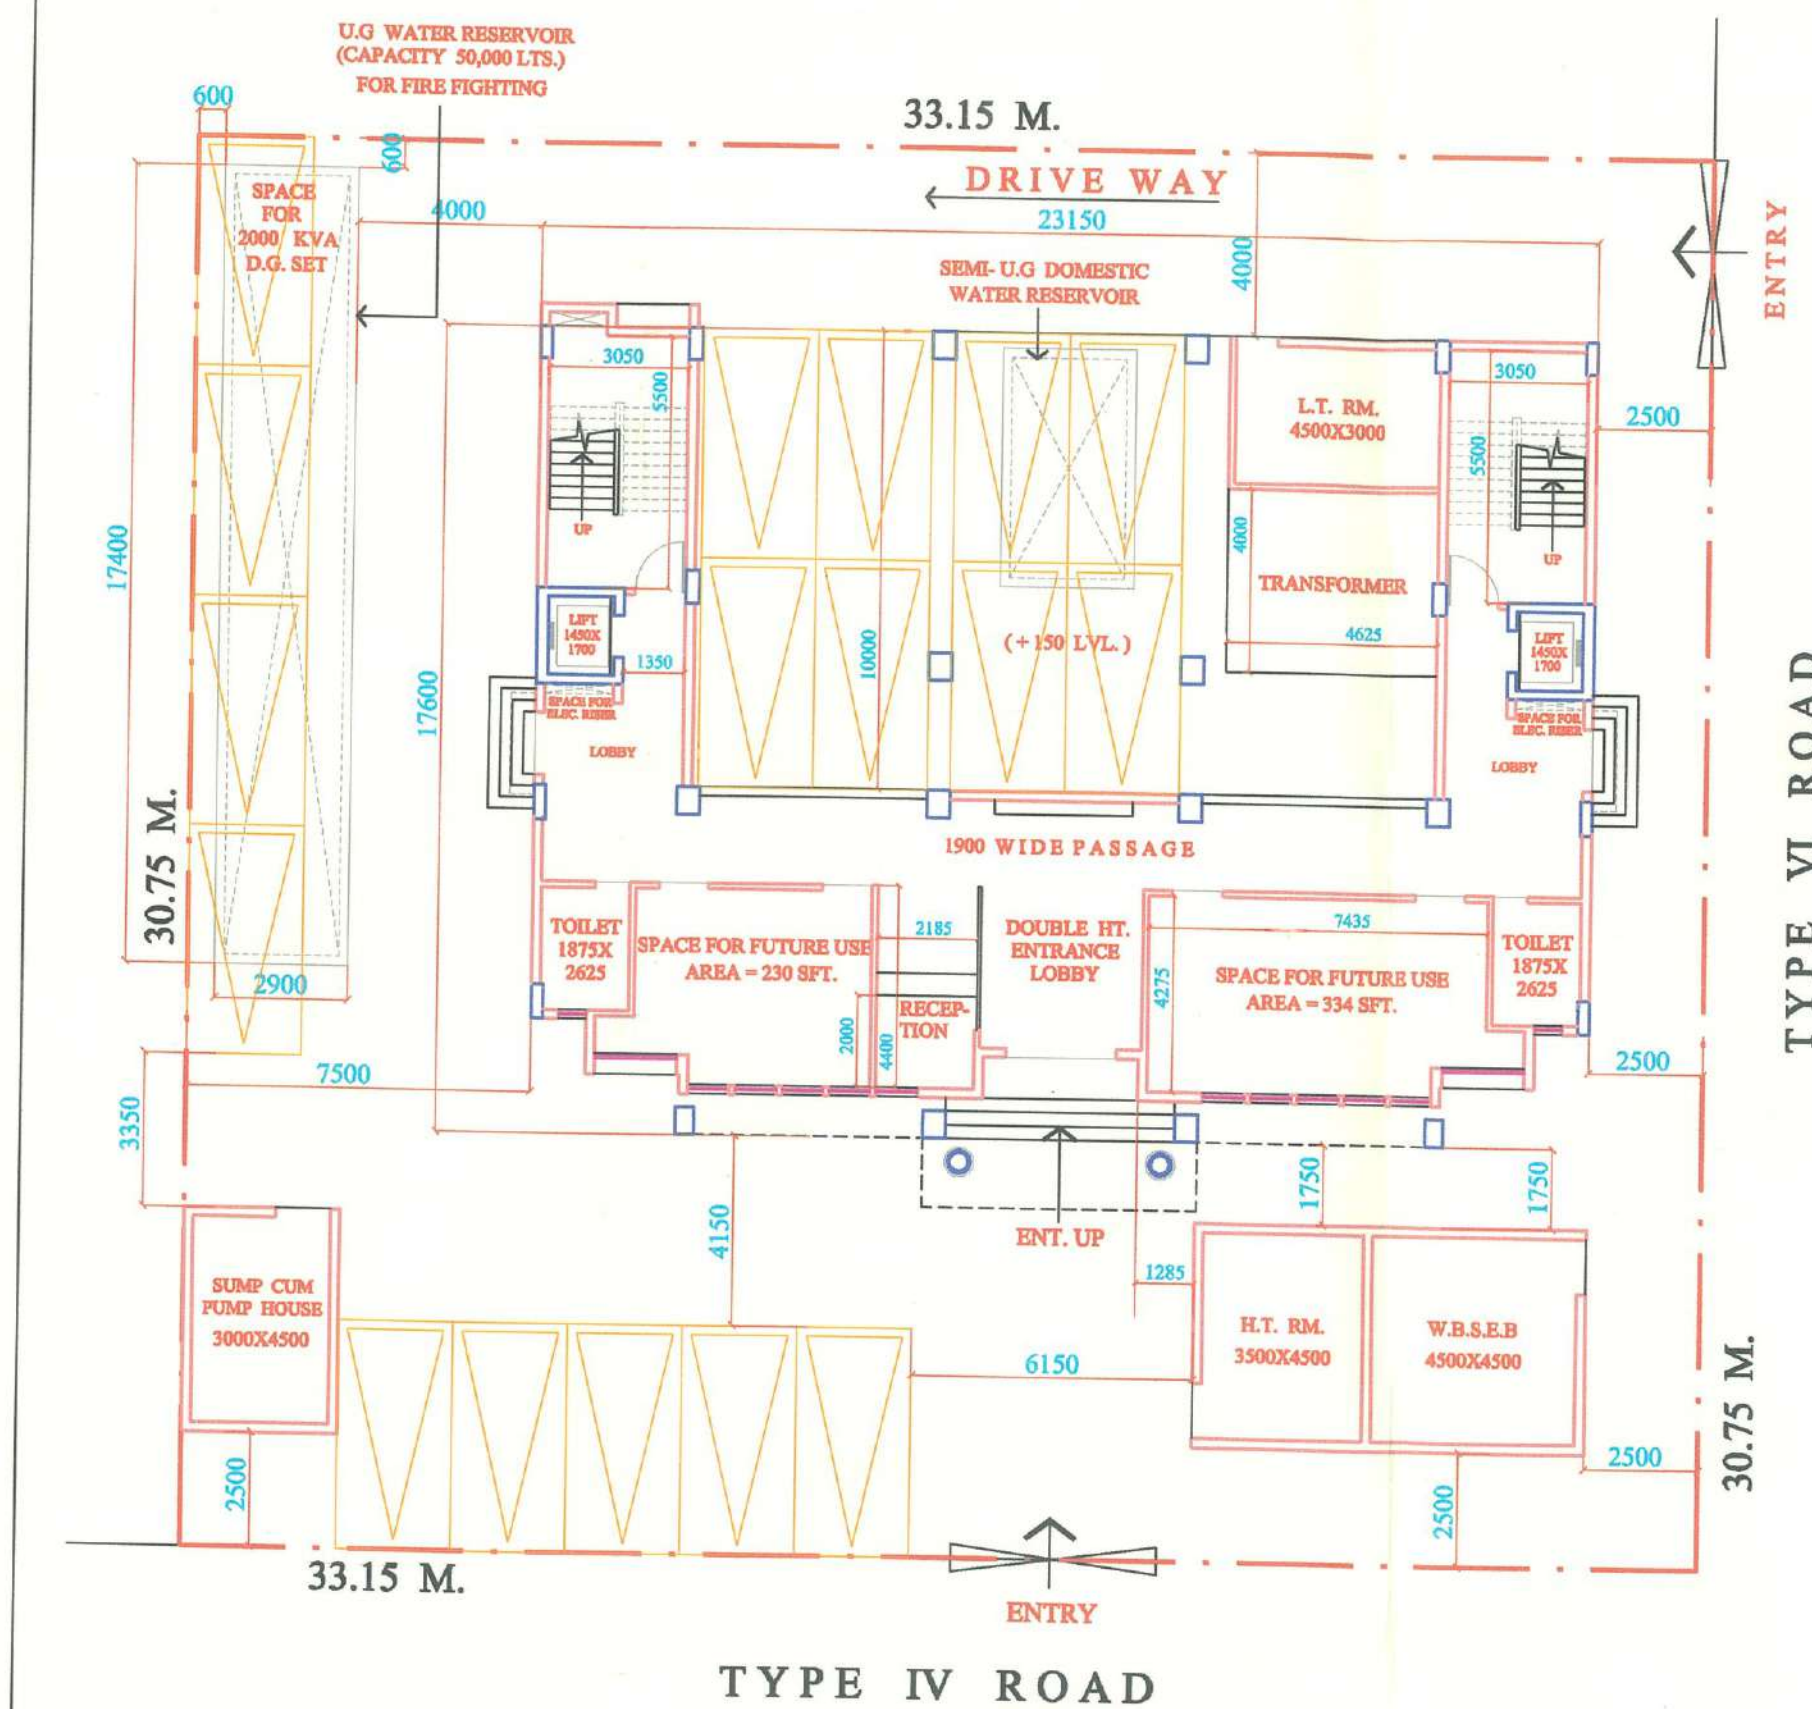 U.G WATER RESERVOIR
(CAPACITY 50,000 LTS.)
FOR FIRE FIGHTING
600
33.15 M.
600
DRIVE WAY
SPACE
FOR
2000 KVA
D.G. SET
4000
23150
4000
ENTRY
SEMI- U.G DOMESTIC
WATER RESERVOIR
3050
5500
3050
5500
2500
L.T. RM.
4500X3000
UP
UP
17400
4000
TRANSFORMER
4625
LIFT
1450X
1700
1350
10000
(+150 LVL.)
LIFT
1450X
1700
17600
SPACE FOR
ELEC. RISER
LOBBY
SPACE FOR
ELEC. RISER
LOBBY
30.75 M.
TYPE VI ROAD
1900 WIDE PASSAGE
TOILET
1875X
2625
SPACE FOR FUTURE USE
AREA = 230 SFT.
2185
DOUBLE HT.
ENTRANCE
LOBBY
7435
4275
SPACE FOR FUTURE USE
AREA = 334 SFT.
TOILET
1875X
2625
2900
RECEP-
TION
2000
4400
7500
2500
3350
4150
1750
1750
ENT. UP
1285
SUMP CUM
PUMP HOUSE
3000X4500
H.T. RM.
3500X4500
W.B.S.E.B
4500X4500
6150
30.75 M.
2500
2500
2500
33.15 M.
ENTRY
TYPE IV ROAD